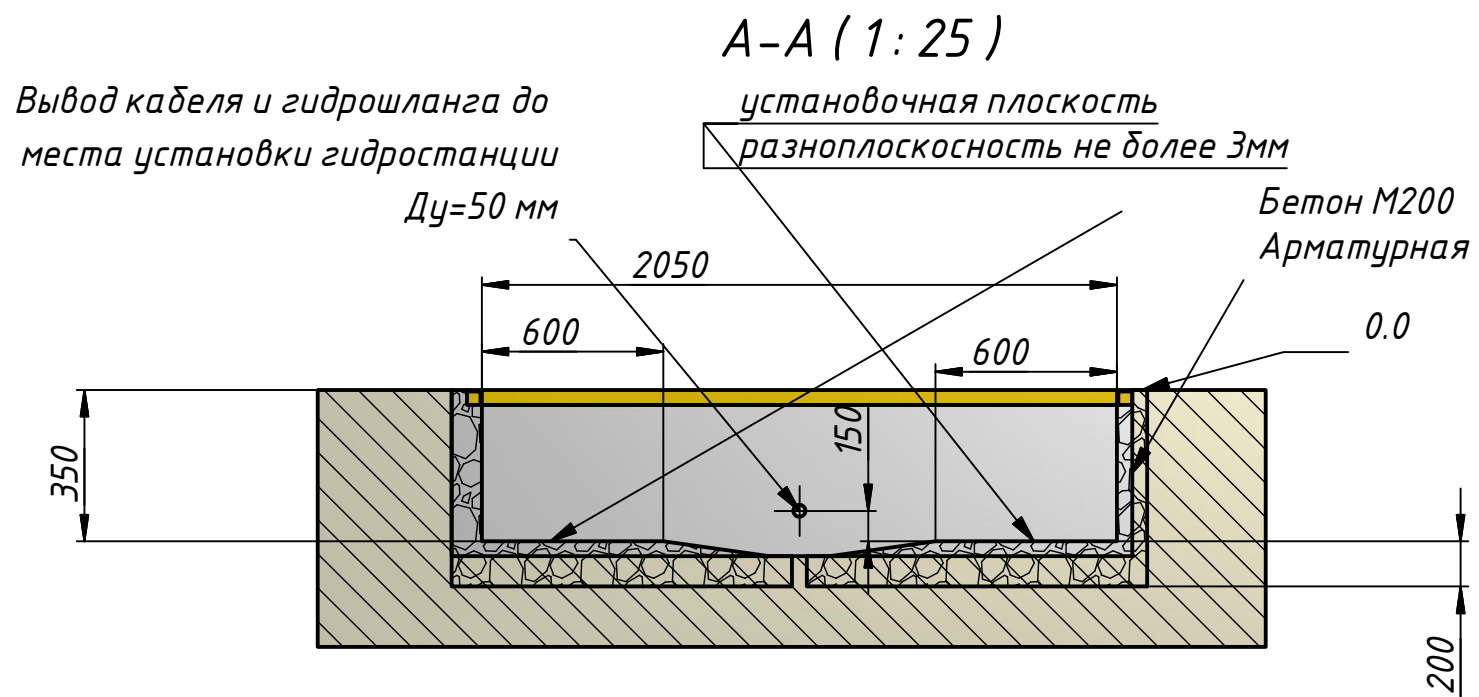 А-А ( 1 : 25 )
Вывод кабеля и гидрошланга до
места установки гидростанции
Ду=50 мм
установочная плоскость
разноплоскосность не более 3мм
Бетон М200
Арматурная
2050
600
600
0.0
350
150
200